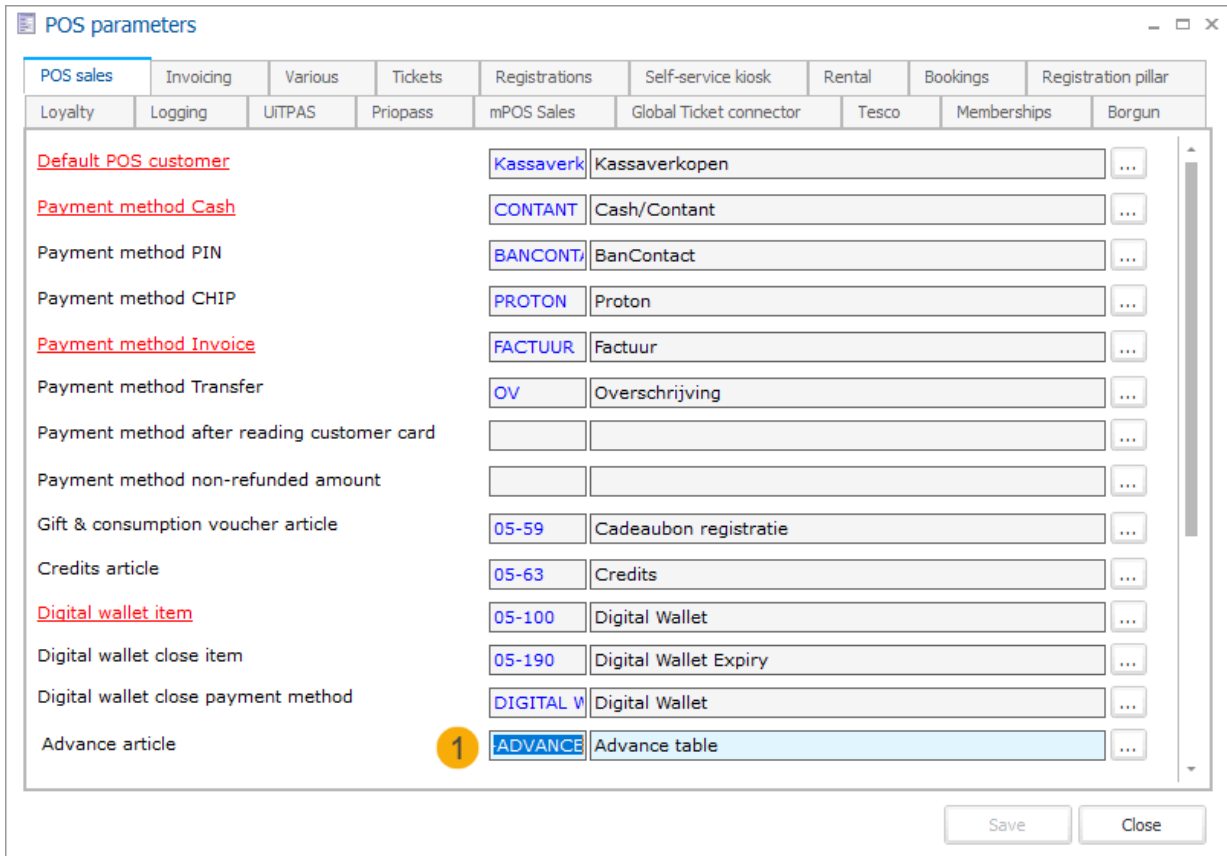 POS parameters
POS sales Invoicing Various Tickets Registrations Self-service kiosk Rental Bookings Registration pillar
Loyalty Logging UiTPAS Priopass mPOS Sales Global Ticket connector Tesco Memberships Borgun
Default POS customer Kassaverk Kassaverkopen ...
Payment method Cash CONTANT Cash/Contant ...
Payment method PIN BANCONTA BanContact ...
Payment method CHIP PROTON Proton ...
Payment method Invoice FACTUUR Factuur ...
Payment method Transfer OV Overschrijving ...
Payment method after reading customer card ...
Payment method non-refunded amount ...
Gift & consumption voucher article 05-59 Cadeaubon registratie ...
Credits article 05-63 Credits ...
Digital wallet item 05-100 Digital Wallet ...
Digital wallet close item 05-190 Digital Wallet Expiry ...
Digital wallet close payment method DIGITAL W Digital Wallet ...
Advance article 1 -ADVANCE Advance table ...
Save Close